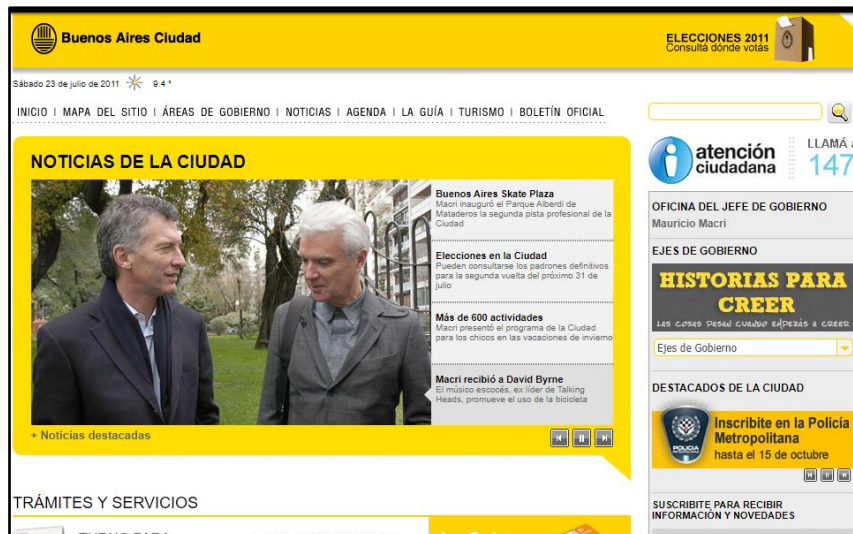 Buenos Aires Ciudad
ELECCIONES 2011
Consultá dónde votás
Sábado 23 de julio de 2011 9.4 °
INICIO | MAPA DEL SITIO | ÁREAS DE GOBIERNO | NOTICIAS | AGENDA | LA GUÍA | TURISMO | BOLETÍN OFICIAL
NOTICIAS DE LA CIUDAD
Buenos Aires Skate Plaza
Macri inauguró el Parque Alberdi de
Mataderos la segunda pista profesional de la
Ciudad
Elecciones en la Ciudad
Pueden consultarse los padrones definitivos
para la segunda vuelta del próximo 31 de
julio
Más de 600 actividades
Macri presentó el programa de la Ciudad
para los chicos en las vacaciones de invierno
Macri recibió a David Byrne
El músico escocés, ex líder de Talking
Heads, promueve el uso de la bicicleta
+ Noticias destacadas
TRÁMITES Y SERVICIOS
atención
ciudadana
LLAMÁ
147
OFICINA DEL JEFE DE GOBIERNO
Mauricio Macri
EJES DE GOBIERNO
HISTORIAS PARA
CREER
LAS COSAS PASAN CUANDO EMPEZÁS A CREER
Ejes de Gobierno
DESTACADOS DE LA CIUDAD
POLICIA
Inscribite en la Policía
Metropolitana
hasta el 15 de octubre
SUSCRIBITE PARA RECIBIR
INFORMACIÓN Y NOVEDADES